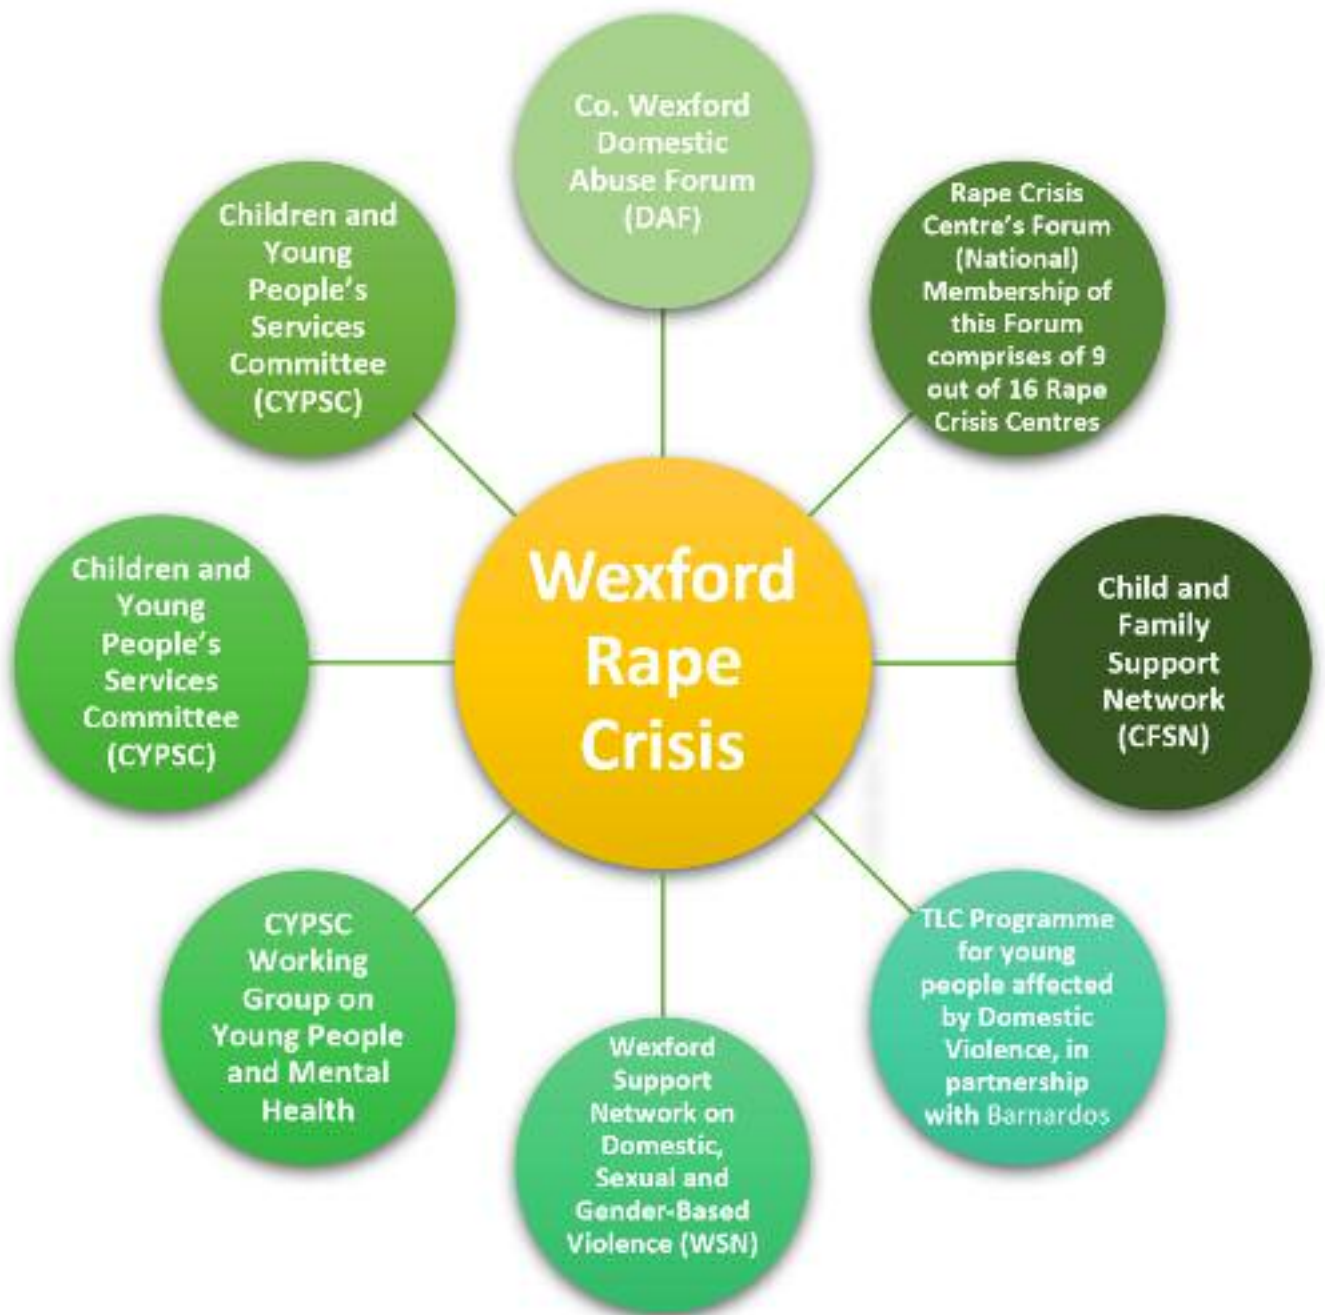 Co. Wexford
Domestic
Abuse Forum
(DAF)
Rape Crisis
Centre's Forum
(National)
Membership of
this Forum
comprises of 9
out of 16 Rape
Crisis Centres
Child and
Family
Support
Network
(CFSN)
TLC Programme
for young
people affected
by Domestic
Violence, in
partnership
with Barnardos
Wexford
Support
Network on
Domestic,
Sexual and
Gender-Based
Violence (WSN)
CYPSC
Working
Group on
Young People
and Mental
Health
Children and
Young
People's
Services
Committee
(CYPSC)
Children and
Young
People's
Services
Committee
(CYPSC)
Wexford
Rape
Crisis